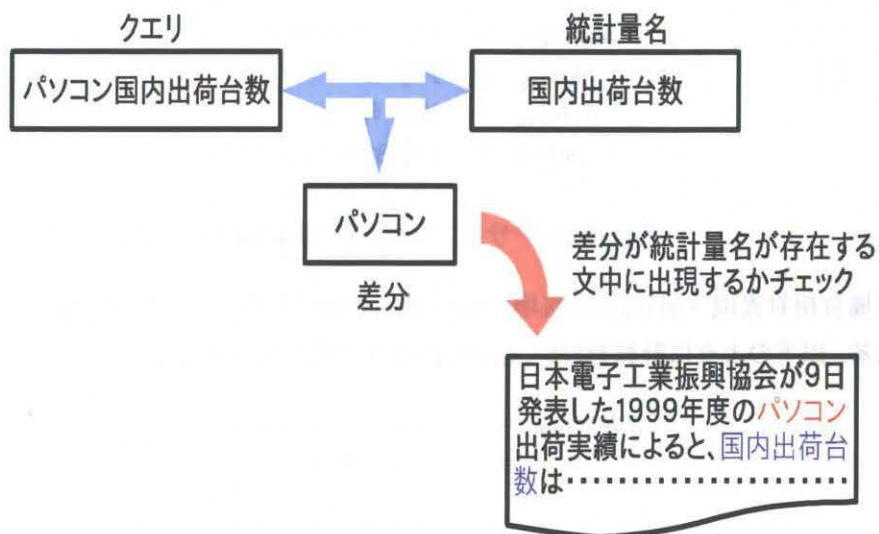 クエリ
統計量名
パソコン国内出荷台数
国内出荷台数
パソコン
差分
差分が統計量名が存在する
文中に出現するかチェック
日本電子工業振興協会が9日
発表した1999年度のパソコン
出荷実績によると、国内出荷台
数は・・・・・・・・・・・・・・・・・・・・・・